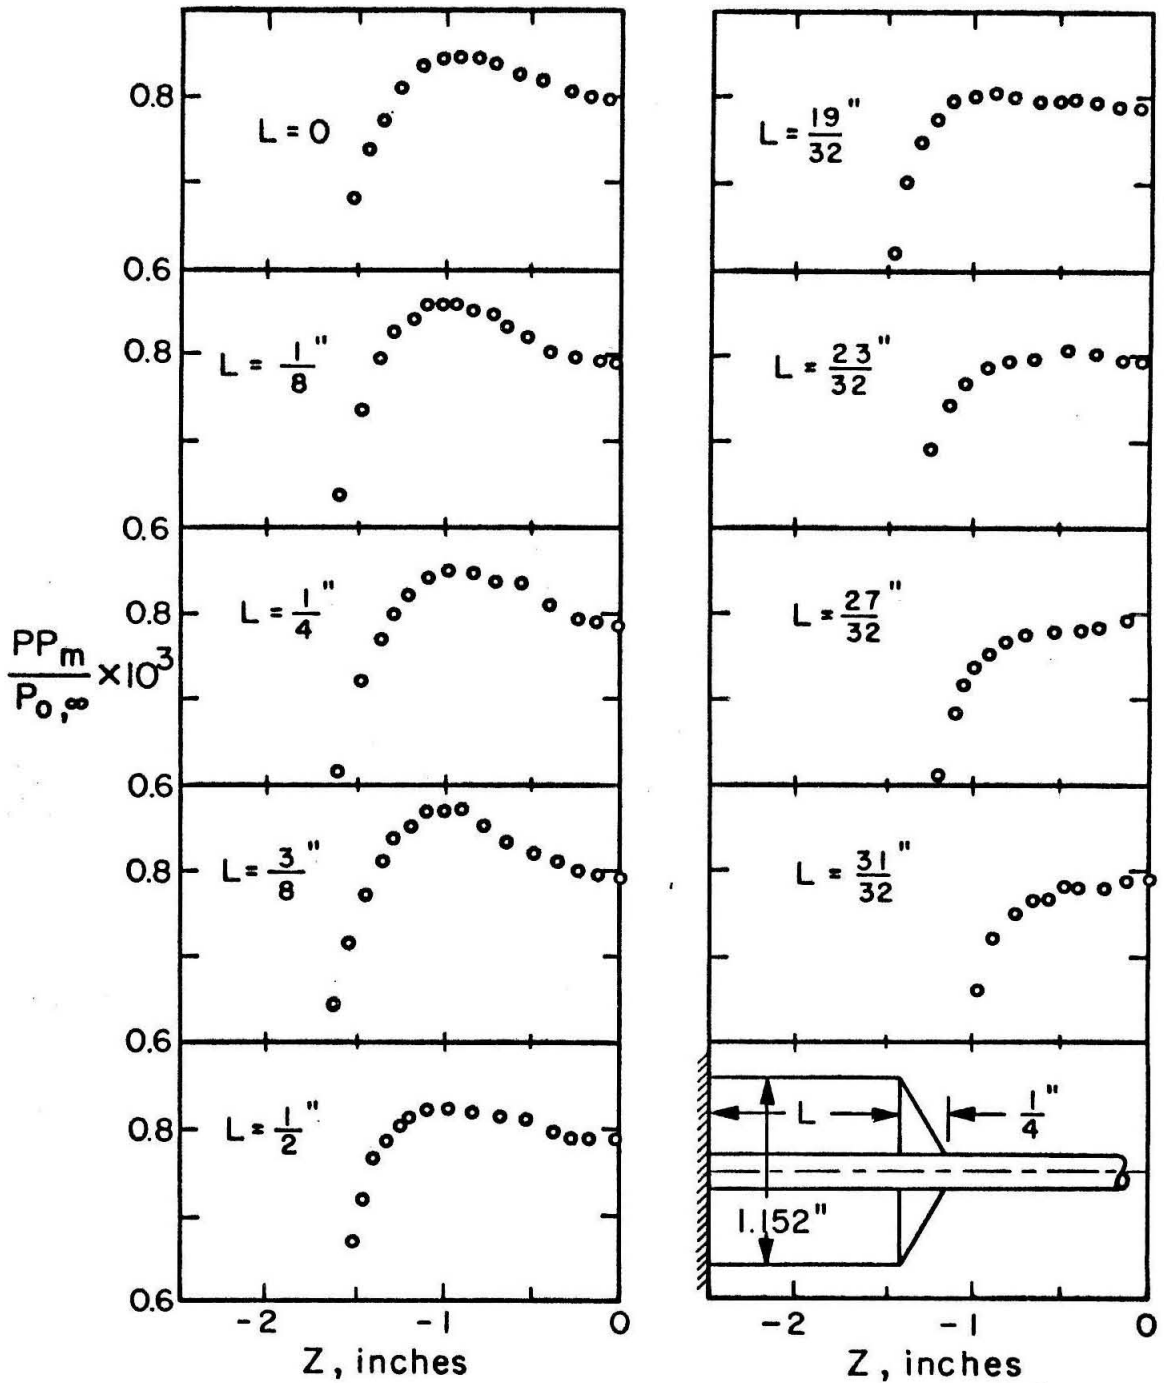 0.8
L = 0
0.6
0.8
L = 1/8"
0.6
0.8
L = 1/4"
PPm/Po,∞ ×10³
0.6
0.8
L = 3/8"
0.6
0.8
L = 1/2"
0.6
-2 -1 0
Z, inches
L = 19/32"
L = 23/32"
L = 27/32"
L = 31/32"
L
1/4"
1.152"
-2 -1 0
Z, inches